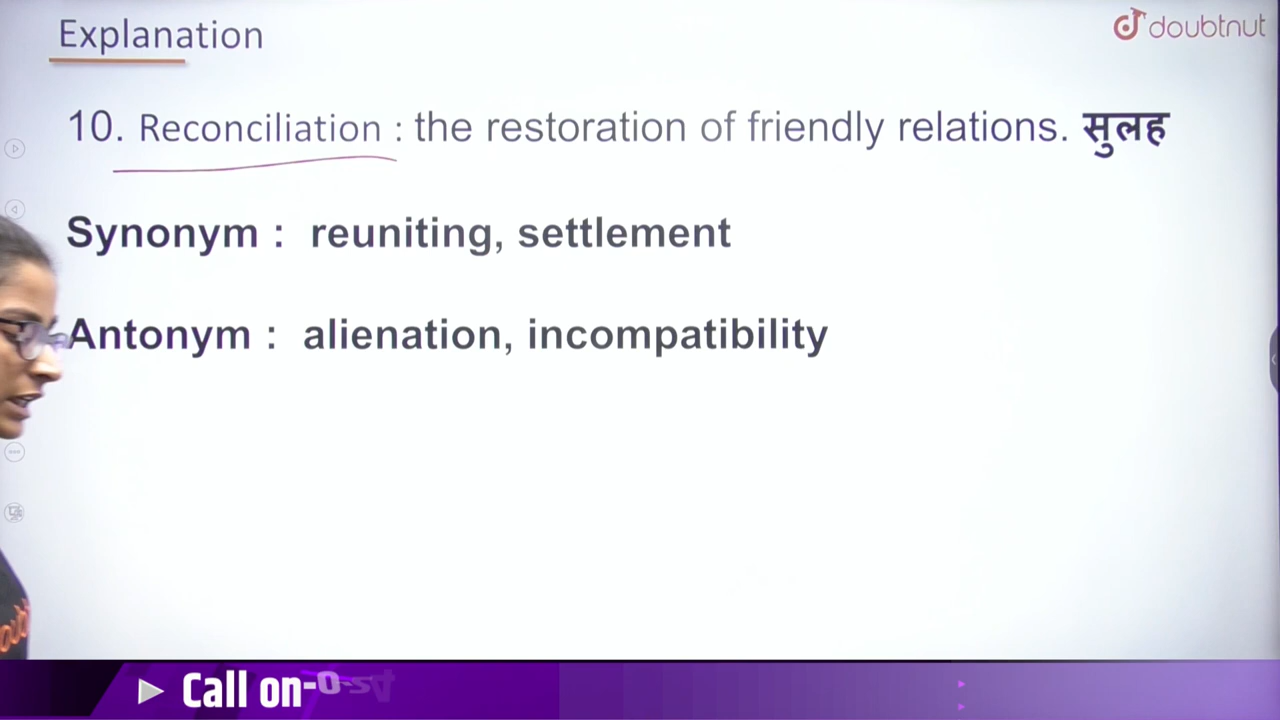 Explanation
doubtnut
10. Reconciliation : the restoration of friendly relations. सुलह
Synonym : reuniting, settlement
Antonym : alienation, incompatibility
Call on-